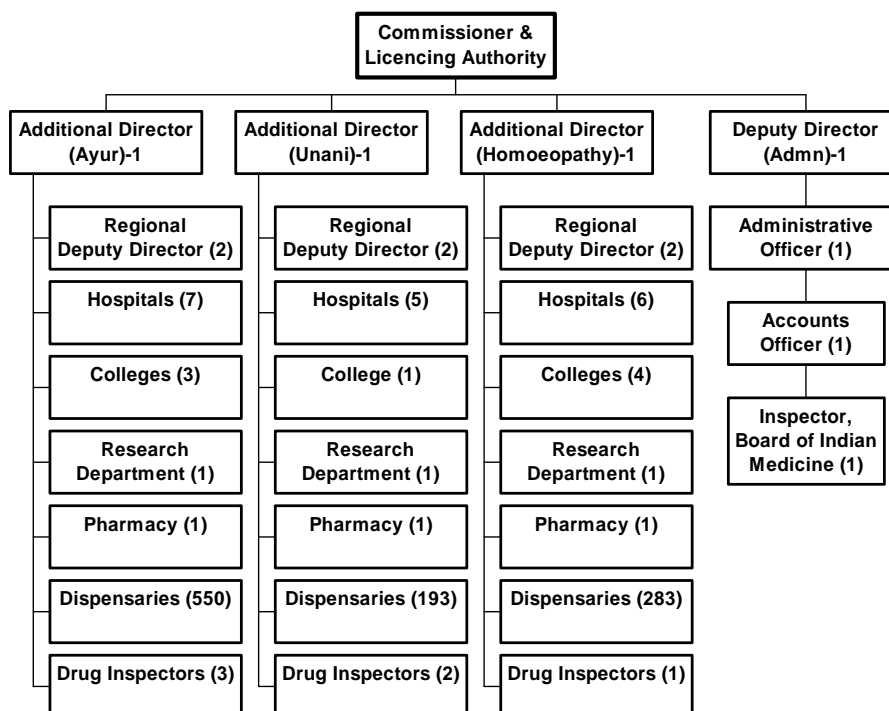 Commissioner &
Licencing Authority
Additional Director
(Ayur)-1
Regional
Deputy Director (2)
Hospitals (7)
Colleges (3)
Research
Department (1)
Pharmacy (1)
Dispensaries (550)
Drug Inspectors (3)
Additional Director
(Unani)-1
Regional
Deputy Director (2)
Hospitals (5)
College (1)
Research
Department (1)
Pharmacy (1)
Dispensaries (193)
Drug Inspectors (2)
Additional Director
(Homoeopathy)-1
Regional
Deputy Director (2)
Hospitals (6)
Colleges (4)
Research
Department (1)
Pharmacy (1)
Dispensaries (283)
Drug Inspectors (1)
Deputy Director
(Admn)-1
Administrative
Officer (1)
Accounts
Officer (1)
Inspector,
Board of Indian
Medicine (1)